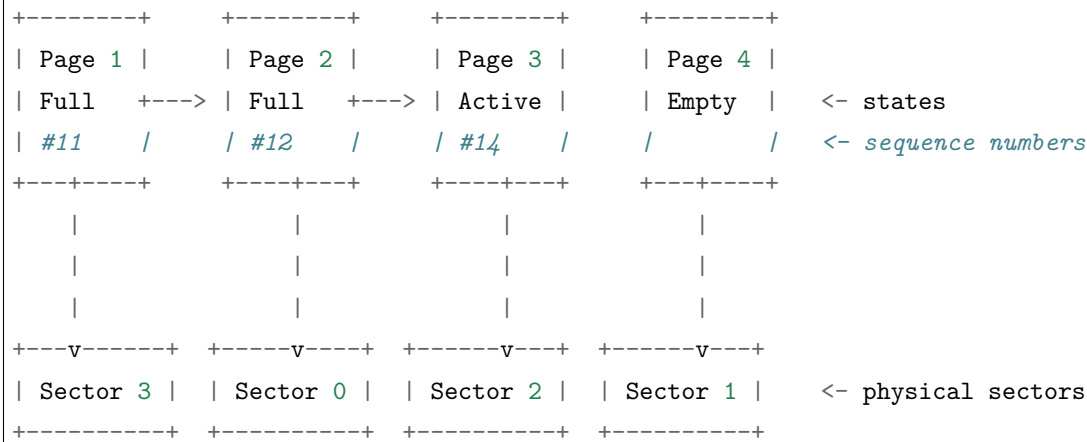 +--------+     +--------+     +--------+     +--------+
| Page 1 |     | Page 2 |     | Page 3 |     | Page 4 |
| Full   +---> | Full   +---> | Active |     | Empty  |   <- states
| #11    |     | #12    |     | #14    |     |        |   <- sequence numbers
+---+----+     +----+---+     +----+---+     +---+----+
    |               |              |             |
    |               |              |             |
    |               |              |             |
+---v------+  +-----v----+  +------v---+  +------v---+
| Sector 3 |  | Sector 0 |  | Sector 2 |  | Sector 1 |    <- physical sectors
+----------+  +----------+  +----------+  +----------+